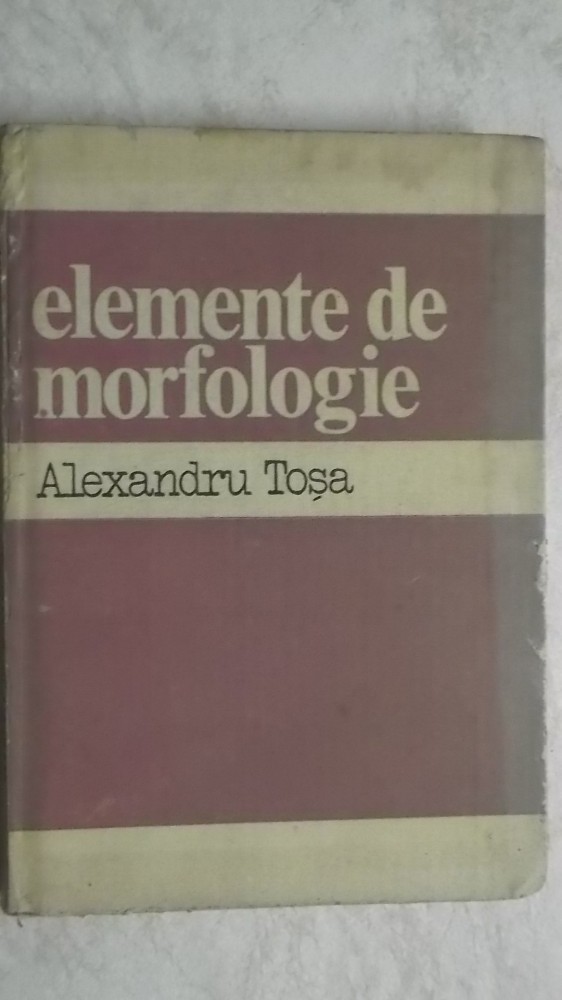 elemente de
morfologie
Alexandru Toșa